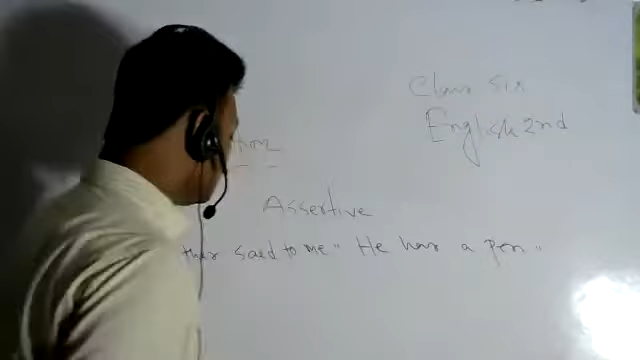 Class Six
English 2nd
Assertive
said to me " He has a pen "